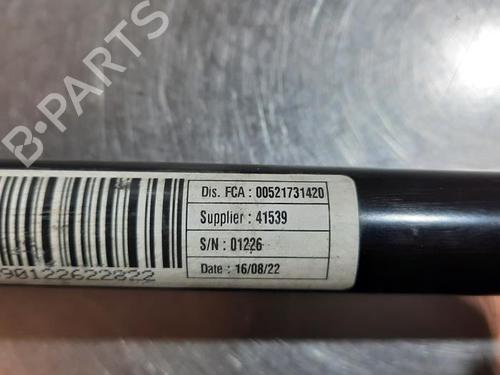 B-PARTS
Dis. FCA : 00521731420
Supplier : 41539
S/N : 01226
Date : 16/08/22
90122622822